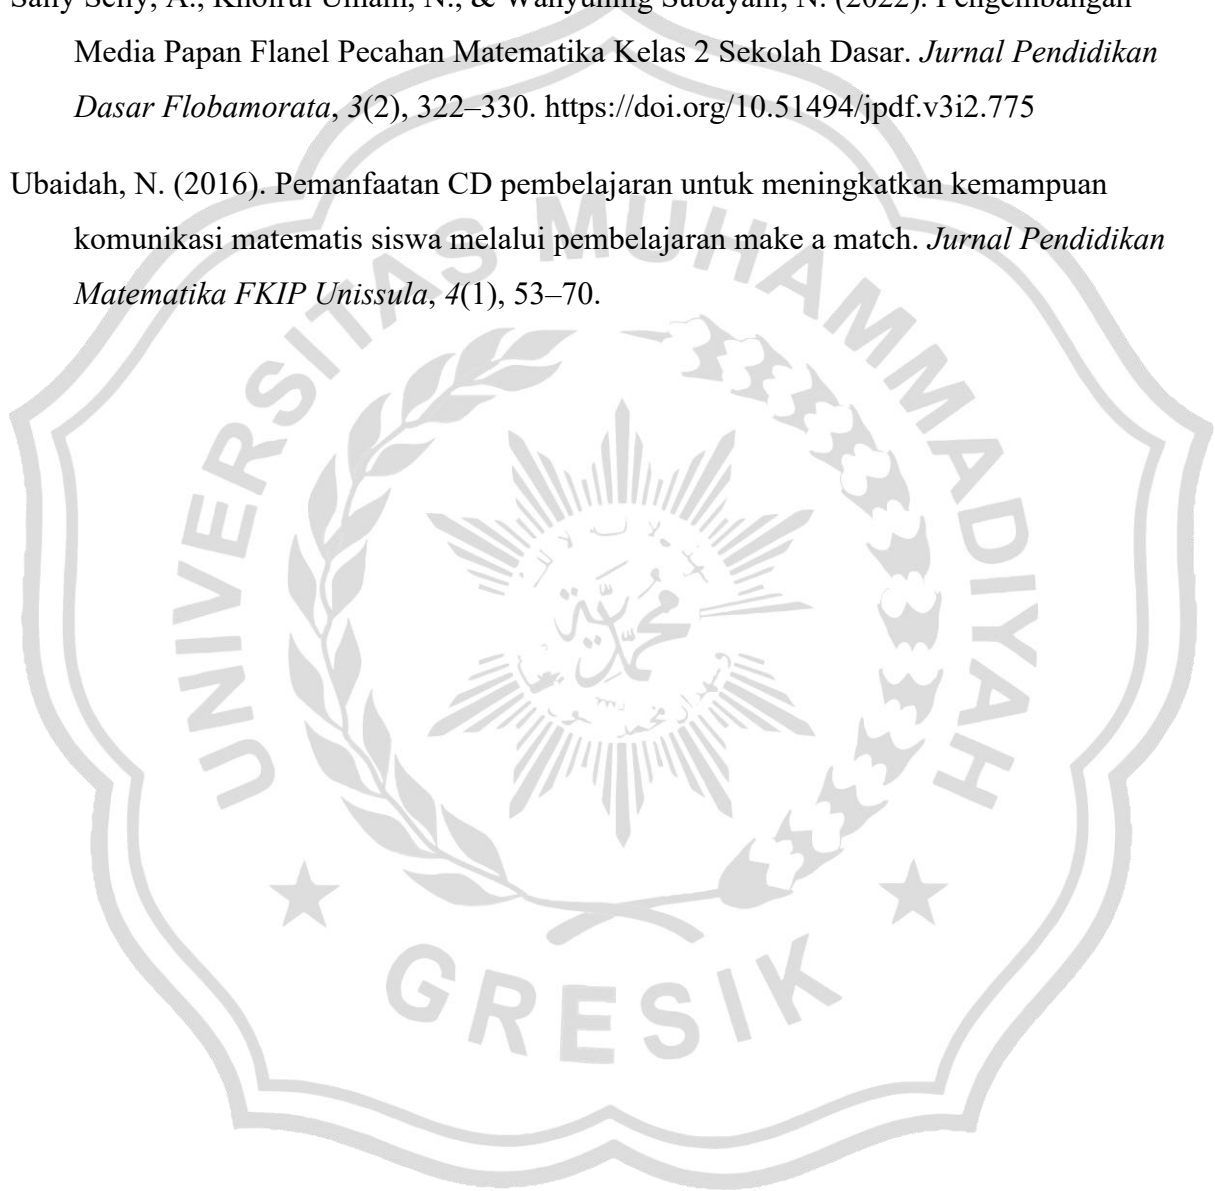 Media Papan Flanel Pecahan Matematika Kelas 2 Sekolah Dasar. Jurnal Pendidikan
Dasar Flobamorata, 3(2), 322–330. https://doi.org/10.51494/jpdf.v3i2.775
Ubaidah, N. (2016). Pemanfaatan CD pembelajaran untuk meningkatkan kemampuan
komunikasi matematis siswa melalui pembelajaran make a match. Jurnal Pendidikan
Matematika FKIP Unissula, 4(1), 53–70.
UNIVERSITAS MUHAMMADIYAH
محمد
GRESIK